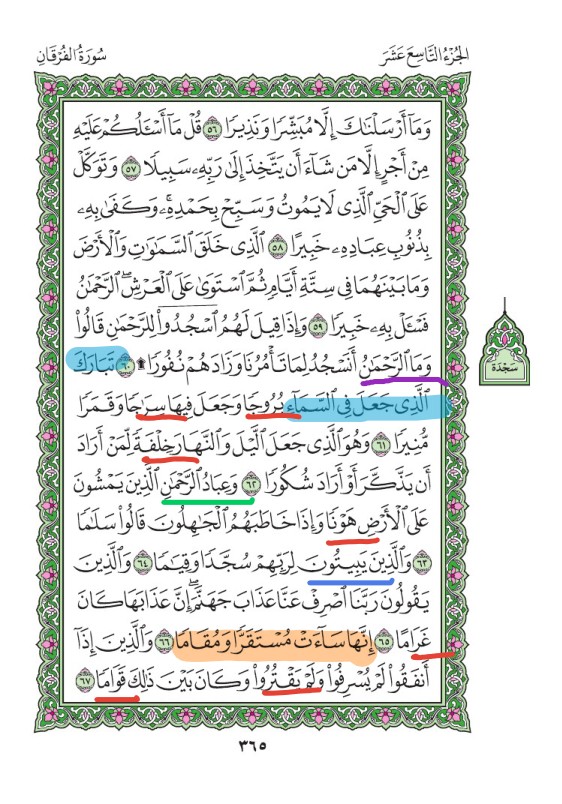 الجُزْءُ التَّاسِعَ عَشَرَ سُورَةُ الفُرْقَانِ
وَمَآ أَرْسَلْنَٰكَ إِلَّا مُبَشِّرًا وَنَذِيرًا ٥٦ قُلْ مَآ أَسْـَٔلُكُمْ عَلَيْهِ
مِنْ أَجْرٍ إِلَّا مَن شَآءَ أَن يَتَّخِذَ إِلَىٰ رَبِّهِۦ سَبِيلًا ٥٧ وَتَوَكَّلْ
عَلَى ٱلْحَىِّ ٱلَّذِى لَا يَمُوتُ وَسَبِّحْ بِحَمْدِهِۦۚ وَكَفَىٰ بِهِۦ
بِذُنُوبِ عِبَادِهِۦ خَبِيرًا ٥٨ ٱلَّذِى خَلَقَ ٱلسَّمَٰوَٰتِ وَٱلْأَرْضَ
وَمَا بَيْنَهُمَا فِى سِتَّةِ أَيَّامٍ ثُمَّ ٱسْتَوَىٰ عَلَى ٱلْعَرْشِۖ ٱلرَّحْمَٰنُ
فَسْـَٔلْ بِهِۦ خَبِيرًا ٥٩ وَإِذَا قِيلَ لَهُمُ ٱسْجُدُوا۟ لِلرَّحْمَٰنِ قَالُوا۟
وَمَا ٱلرَّحْمَٰنُ أَنَسْجُدُ لِمَا تَأْمُرُنَا وَزَادَهُمْ نُفُورًا ۩ ٦٠ تَبَارَكَ
ٱلَّذِى جَعَلَ فِى ٱلسَّمَآءِ بُرُوجًا وَجَعَلَ فِيهَا سِرَٰجًا وَقَمَرًا
مُّنِيرًا ٦١ وَهُوَ ٱلَّذِى جَعَلَ ٱلَّيْلَ وَٱلنَّهَارَ خِلْفَةً لِّمَنْ أَرَادَ
أَن يَذَّكَّرَ أَوْ أَرَادَ شُكُورًا ٦٢ وَعِبَادُ ٱلرَّحْمَٰنِ ٱلَّذِينَ يَمْشُونَ
عَلَى ٱلْأَرْضِ هَوْنًا وَإِذَا خَاطَبَهُمُ ٱلْجَٰهِلُونَ قَالُوا۟ سَلَٰمًا
٦٣ وَٱلَّذِينَ يَبِيتُونَ لِرَبِّهِمْ سُجَّدًا وَقِيَٰمًا ٦٤ وَٱلَّذِينَ
يَقُولُونَ رَبَّنَا ٱصْرِفْ عَنَّا عَذَابَ جَهَنَّمَۖ إِنَّ عَذَابَهَا كَانَ
غَرَامًا ٦٥ إِنَّهَا سَآءَتْ مُسْتَقَرًّا وَمُقَامًا ٦٦ وَٱلَّذِينَ إِذَآ
أَنفَقُوا۟ لَمْ يُسْرِفُوا۟ وَلَمْ يَقْتُرُوا۟ وَكَانَ بَيْنَ ذَٰلِكَ قَوَامًا ٦٧
سَجْدَة
٣٦٥